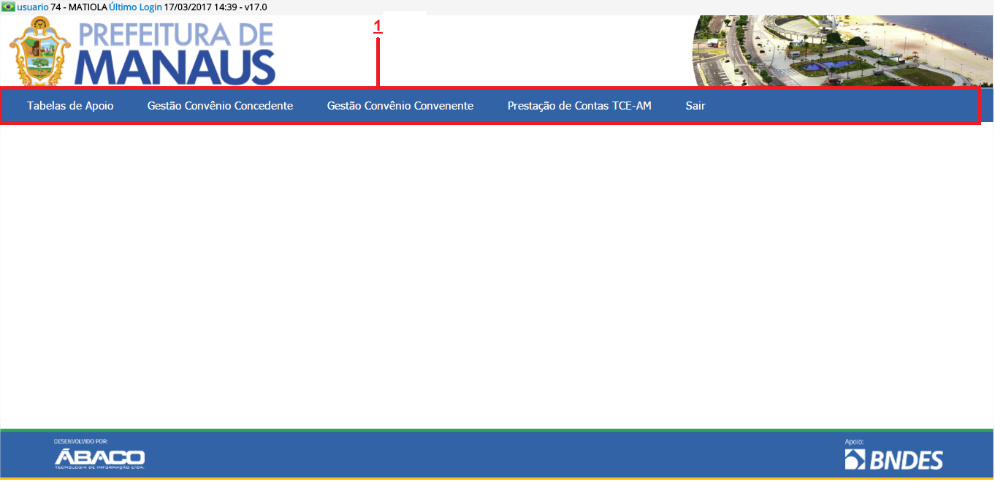 usuario 74 - MATIOLA Último Login 17/03/2017 14:39 - v17.0
1
PREFEITURA DE
MANAUS
Tabelas de Apoio Gestão Convênio Concedente Gestão Convênio Convenente Prestação de Contas TCE-AM Sair
DESENVOLVIDO POR:
ÁBACO
TECNOLOGIA DE INFORMAÇÃO LTDA.
Apoio:
BNDES